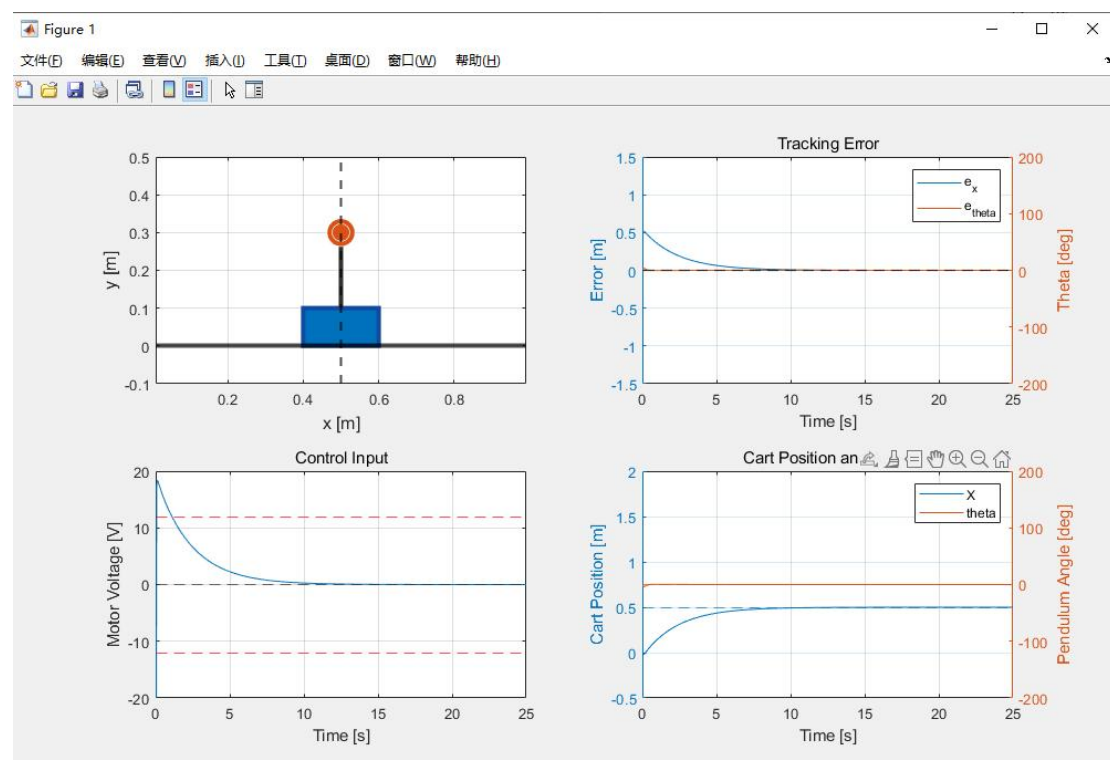 Figure 1
文件(F) 编辑(E) 查看(V) 插入(I) 工具(T) 桌面(D) 窗口(W) 帮助(H)
0.5
0.4
0.3
0.2
0.1
0
-0.1
y [m]
0.2 0.4 0.6 0.8
x [m]
Tracking Error
1.5
1
0.5
0
-0.5
-1
-1.5
Error [m]
e_x
e_theta
200
100
0
-100
-200
Theta [deg]
0 5 10 15 20 25
Time [s]
Control Input
20
10
0
-10
-20
Motor Voltage [V]
0 5 10 15 20 25
Time [s]
Cart Position an
2
1.5
1
0.5
0
-0.5
Cart Position [m]
X
theta
200
100
0
-100
-200
Pendulum Angle [deg]
0 5 10 15 20 25
Time [s]